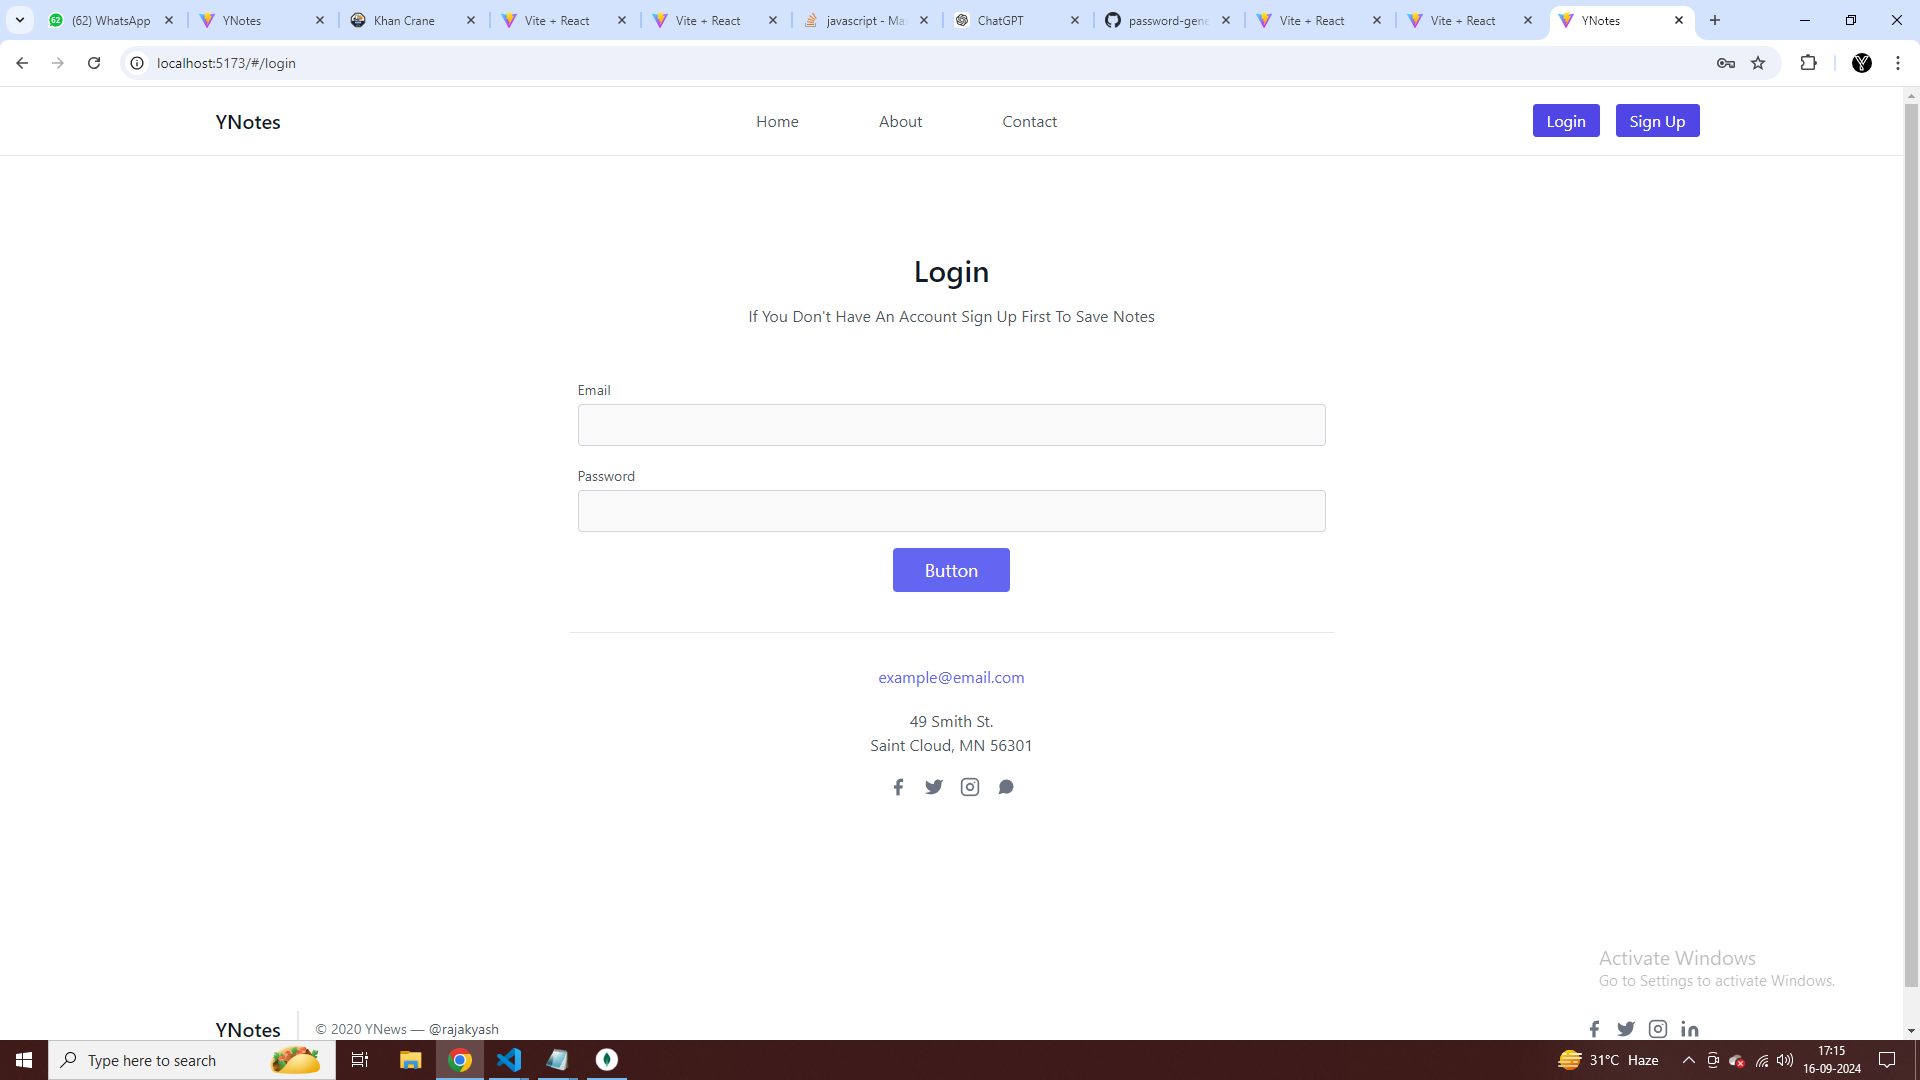 (62) WhatsApp
YNotes
Khan Crane
Vite + React
Vite + React
javascript - Ma
ChatGPT
password-gene
Vite + React
Vite + React
YNotes
localhost:5173/#/login
YNotes
Home
About
Contact
Login
Sign Up
Login
If You Don't Have An Account Sign Up First To Save Notes
Email
Password
Button
example@email.com
49 Smith St.
Saint Cloud, MN 56301
Activate Windows
Go to Settings to activate Windows.
YNotes
© 2020 YNews — @rajakyash
Type here to search
31°C Haze
17:15
16-09-2024